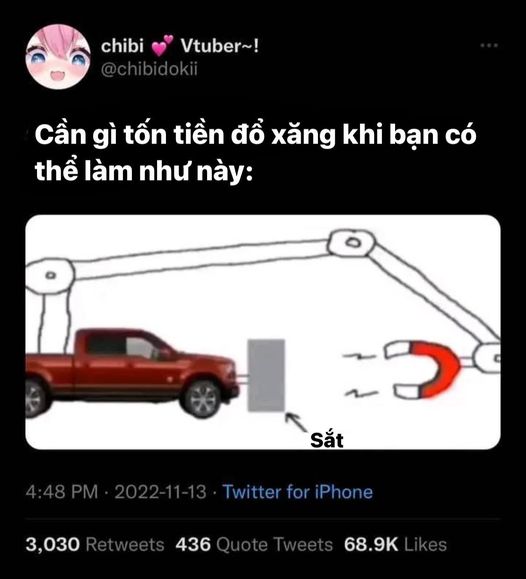 chibi 💕 Vtuber~!
@chibidokii
Cần gì tốn tiền đổ xăng khi bạn có
thể làm như này:
Sắt
4:48 PM · 2022-11-13 · Twitter for iPhone
3,030 Retweets 436 Quote Tweets 68.9K Likes